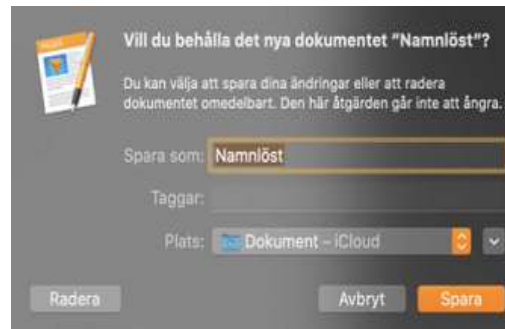 Vill du behålla det nya dokumentet ”Namnlöst”?
Du kan välja att spara dina ändringar eller att radera
dokumentet omedelbart. Den här åtgärden går inte att ångra.
Spara som: Namnlöst
Taggar:
Plats: Dokument – iCloud
Radera Avbryt Spara